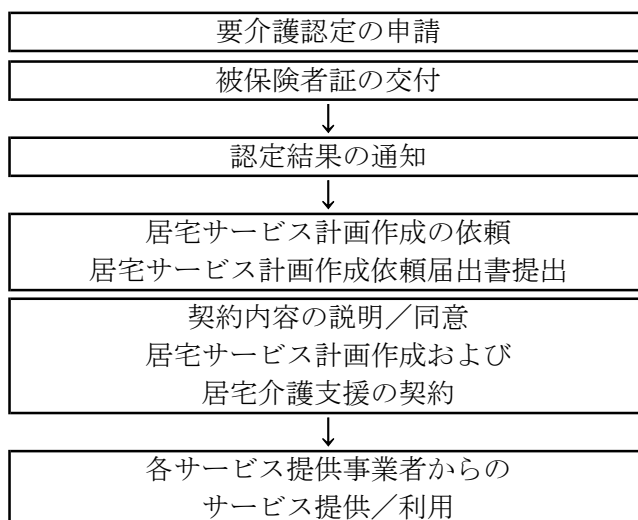 要介護認定の申請
被保険者証の交付
↓
認定結果の通知
↓
居宅サービス計画作成の依頼
居宅サービス計画作成依頼届出書提出
契約内容の説明／同意
居宅サービス計画作成および
居宅介護支援の契約
↓
各サービス提供事業者からの
サービス提供／利用